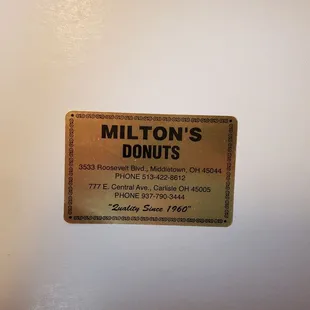 MILTON'S
DONUTS
3533 Roosevelt Blvd., Middletown, OH 45044
PHONE 513-422-8612
777 E. Central Ave., Carlisle OH 45005
PHONE 937-790-3444
"Quality Since 1960"